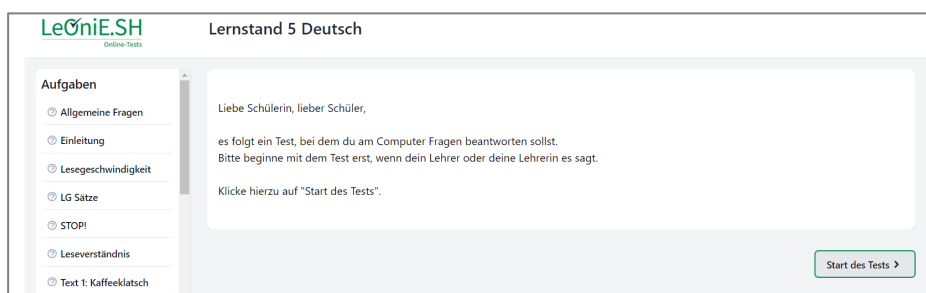 LeOniE.SH
Online-Tests
Lernstand 5 Deutsch
Aufgaben
Allgemeine Fragen
Einleitung
Lesegeschwindigkeit
LG Sätze
STOP!
Leseverständnis
Text 1: Kaffeeklatsch
Liebe Schülerin, lieber Schüler,
es folgt ein Test, bei dem du am Computer Fragen beantworten sollst.
Bitte beginne mit dem Test erst, wenn dein Lehrer oder deine Lehrerin es sagt.
Klicke hierzu auf "Start des Tests".
Start des Tests